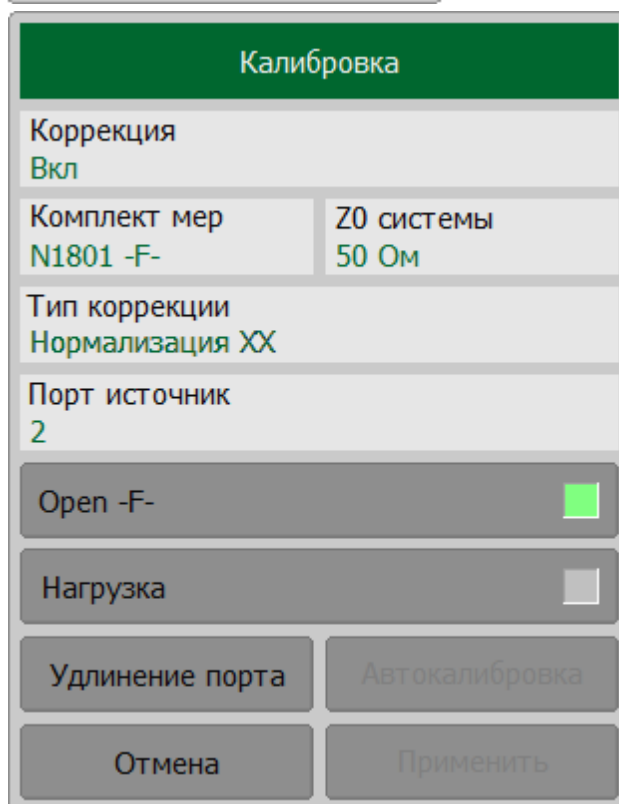 Калибровка
Коррекция
Вкл
Комплект мер
N1801 -F-
Z0 системы
50 Ом
Тип коррекции
Нормализация XX
Порт источник
2
Open -F-
Нагрузка
Удлинение порта
Автокалибровка
Отмена
Применить